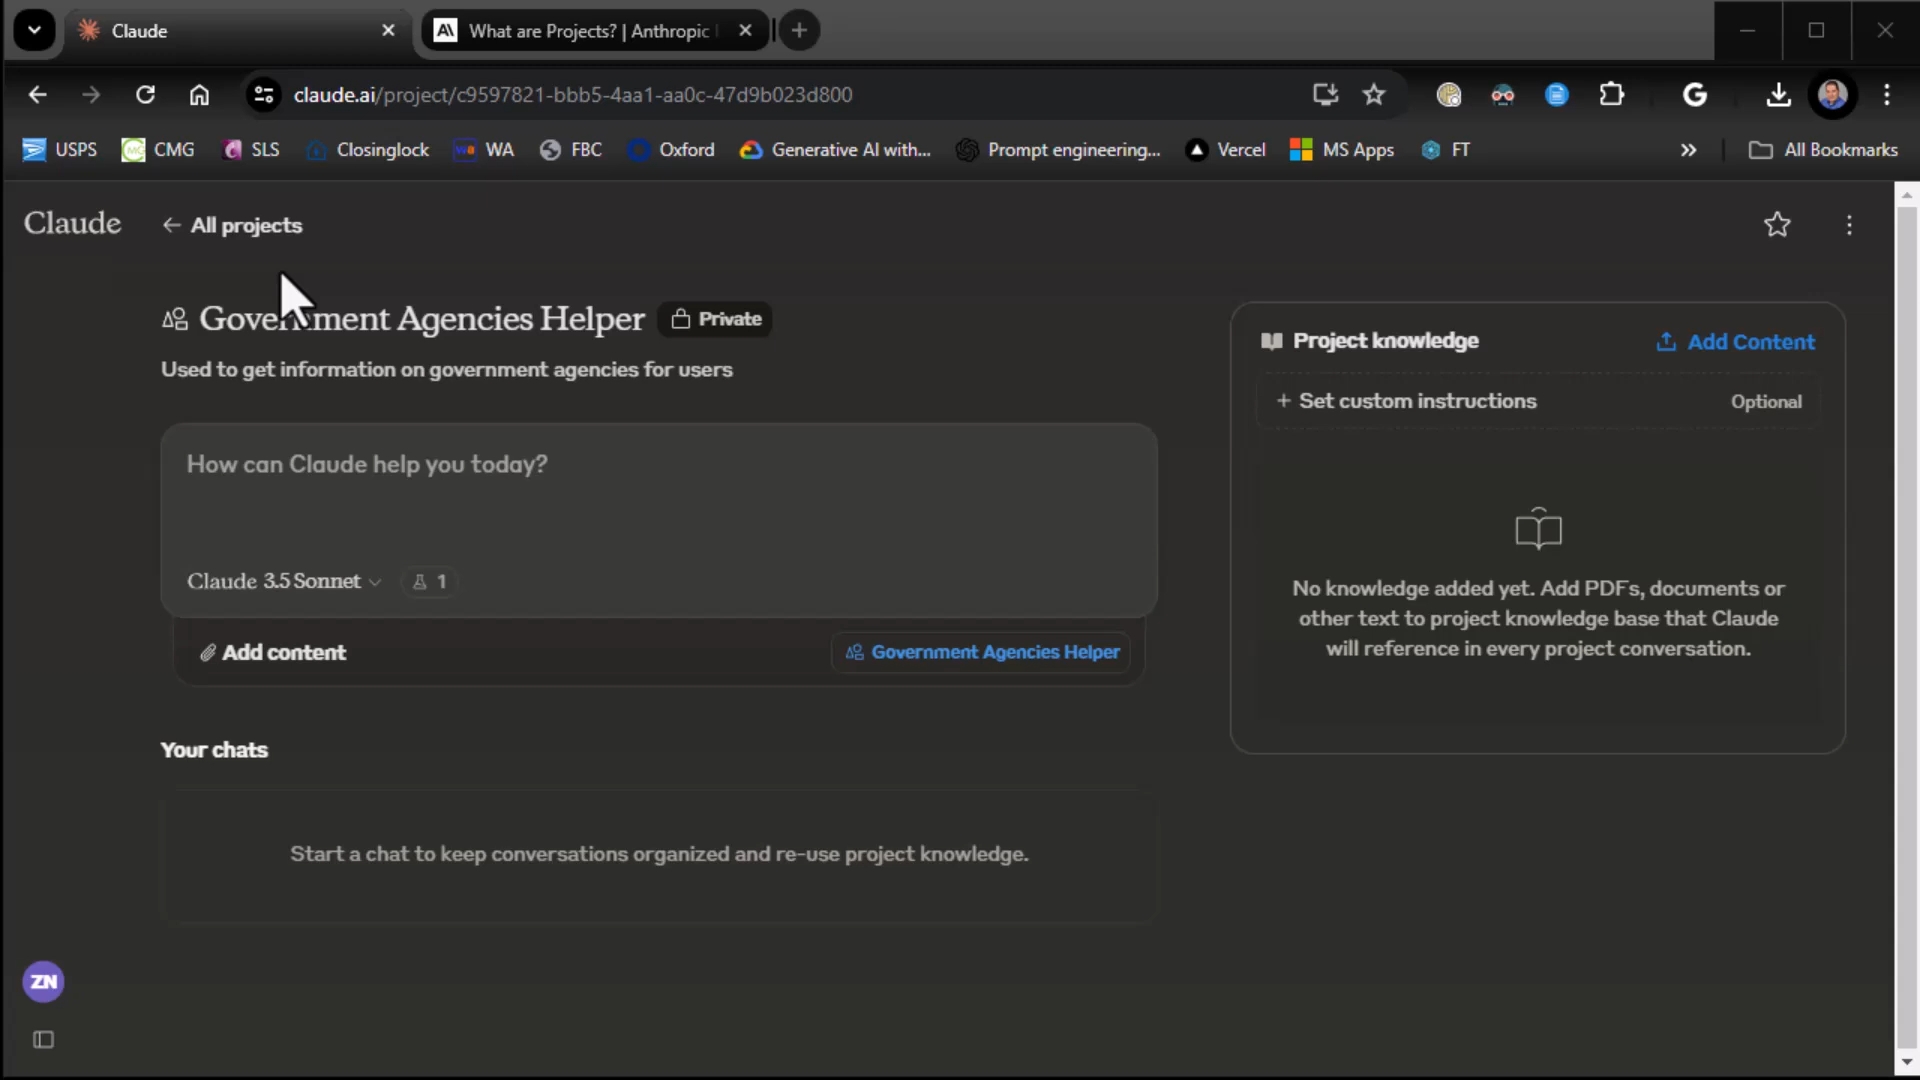 Claude
What are Projects? | Anthropic
claude.ai/project/c9597821-bbb5-4aa1-aa0c-47d9b023d800
USPS
CMG
SLS
Closinglock
WA
FBC
Oxford
Generative AI with...
Prompt engineering...
Vercel
MS Apps
FT
All Bookmarks
Claude
All projects
Government Agencies Helper
Private
Used to get information on government agencies for users
How can Claude help you today?
Claude 3.5 Sonnet
1
Add content
Government Agencies Helper
Your chats
Start a chat to keep conversations organized and re-use project knowledge.
Project knowledge
Add Content
+ Set custom instructions
Optional
No knowledge added yet. Add PDFs, documents or
other text to project knowledge base that Claude
will reference in every project conversation.
ZN